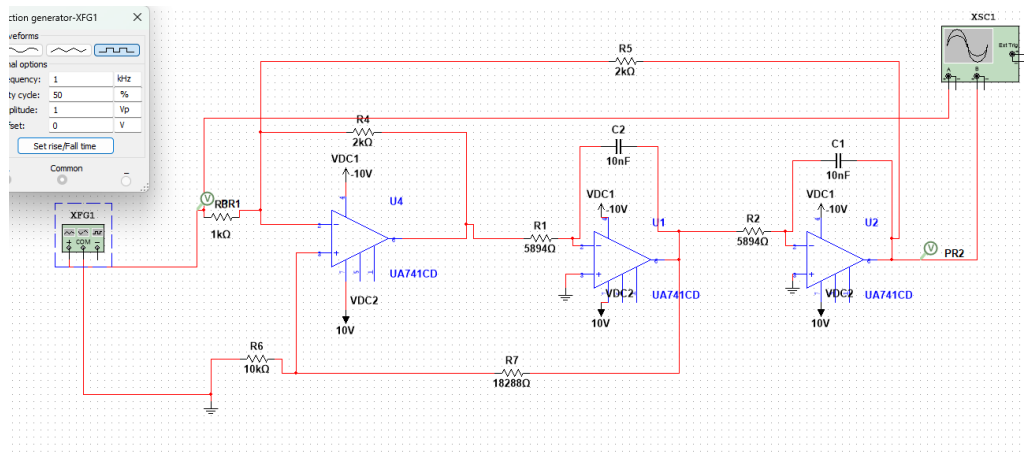 ction generator-XFG1
aveforms
nal options
equency: 1 kHz
ty cycle: 50 %
plitude: 1 Vp
fset: 0 V
Set rise/Fall time
Common
−
XSC1
Ext Trig
A B
R5
2kΩ
R4
2kΩ
C2
10nF
C1
10nF
VDC1
-10V
VDC1
-10V
VDC1
-10V
V
PR1
1kΩ
XFG1
COM
U4
UA741CD
R1
5894Ω
U1
UA741CD
R2
5894Ω
U2
UA741CD
V
PR2
VDC2
10V
VDC2
10V
VDC2
10V
R6
10kΩ
R7
18288Ω